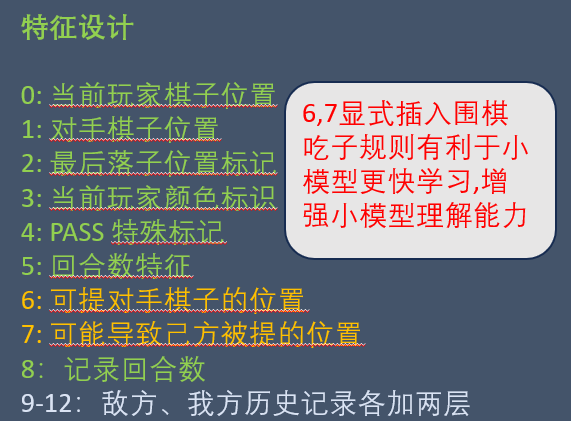 特征设计
0: 当前玩家棋子位置
1: 对手棋子位置
2: 最后落子位置标记
3: 当前玩家颜色标识
4: PASS 特殊标记
5: 回合数特征
6: 可提对手棋子的位置
7: 可能导致己方被提的位置
8： 记录回合数
9-12： 敌方、我方历史记录各加两层
6,7显式插入围棋
吃子规则有利于小
模型更快学习,增
强小模型理解能力